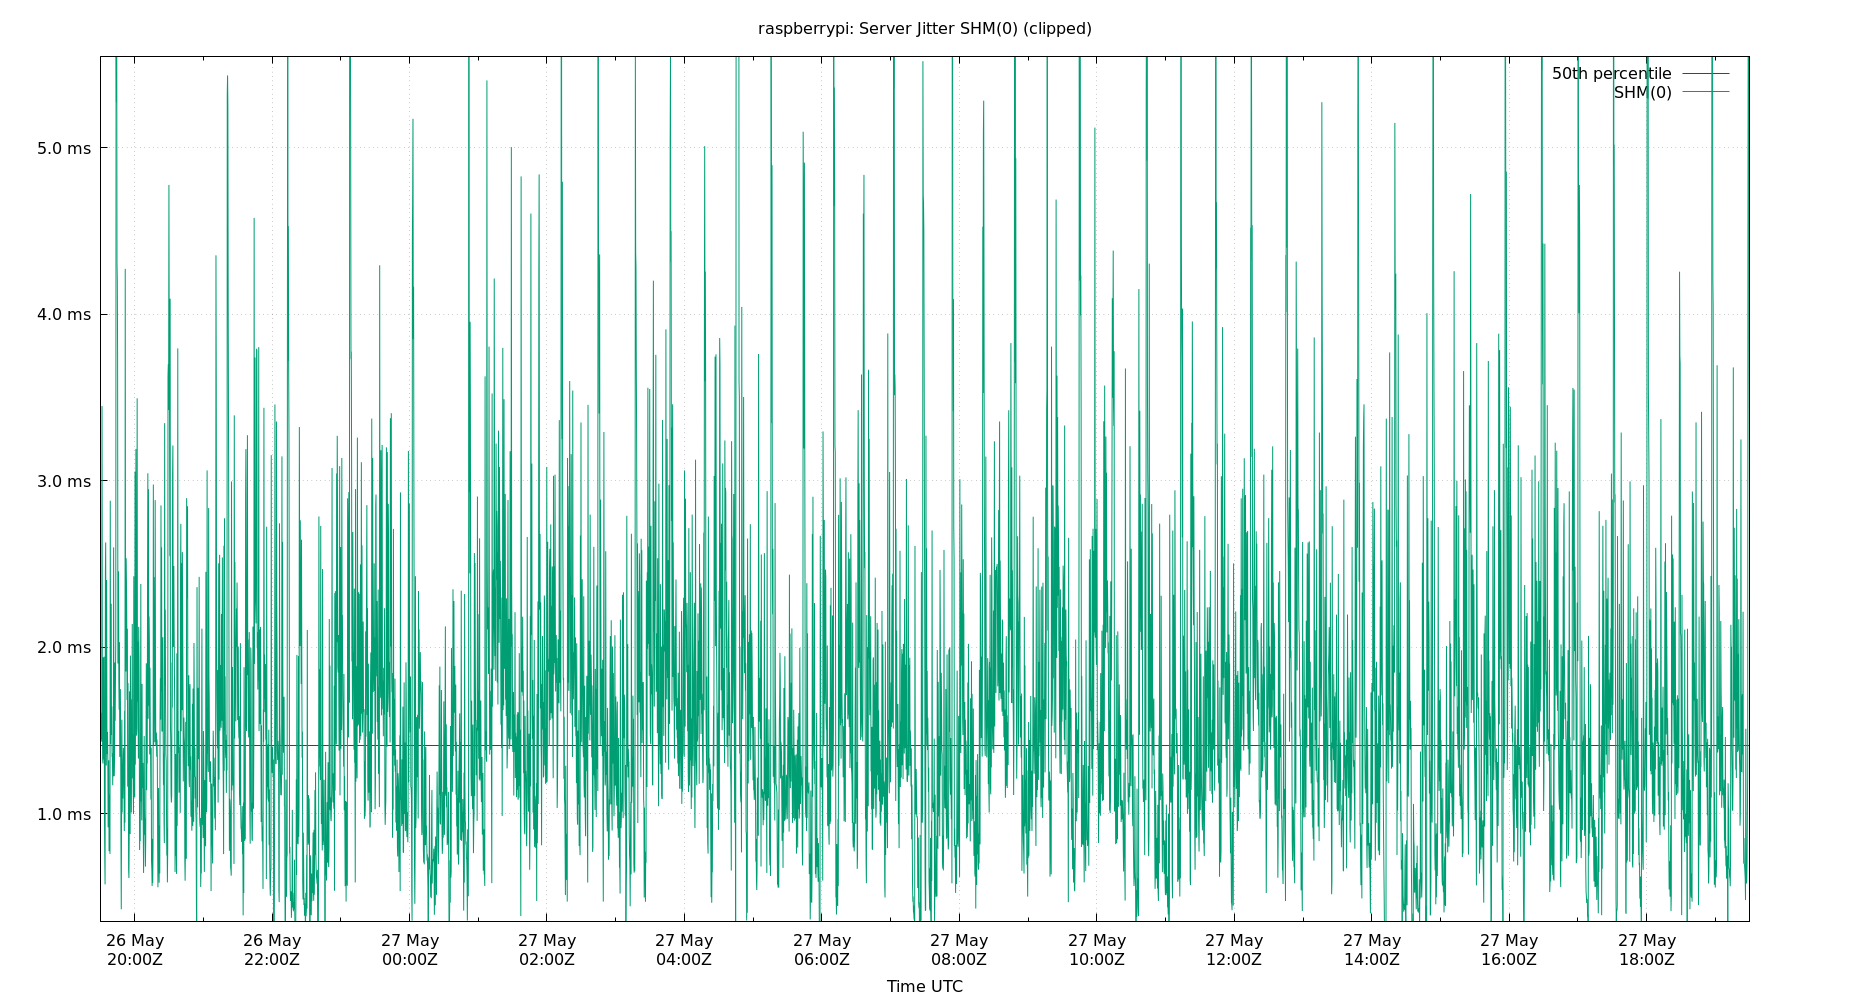 raspberrypi: Server Jitter SHM(0) (clipped)
50th percentile
SHM(0)
5.0 ms
4.0 ms
3.0 ms
2.0 ms
1.0 ms
26 May 26 May 27 May 27 May 27 May 27 May 27 May 27 May 27 May 27 May 27 May 27 May
20:00Z 22:00Z 00:00Z 02:00Z 04:00Z 06:00Z 08:00Z 10:00Z 12:00Z 14:00Z 16:00Z 18:00Z
Time UTC